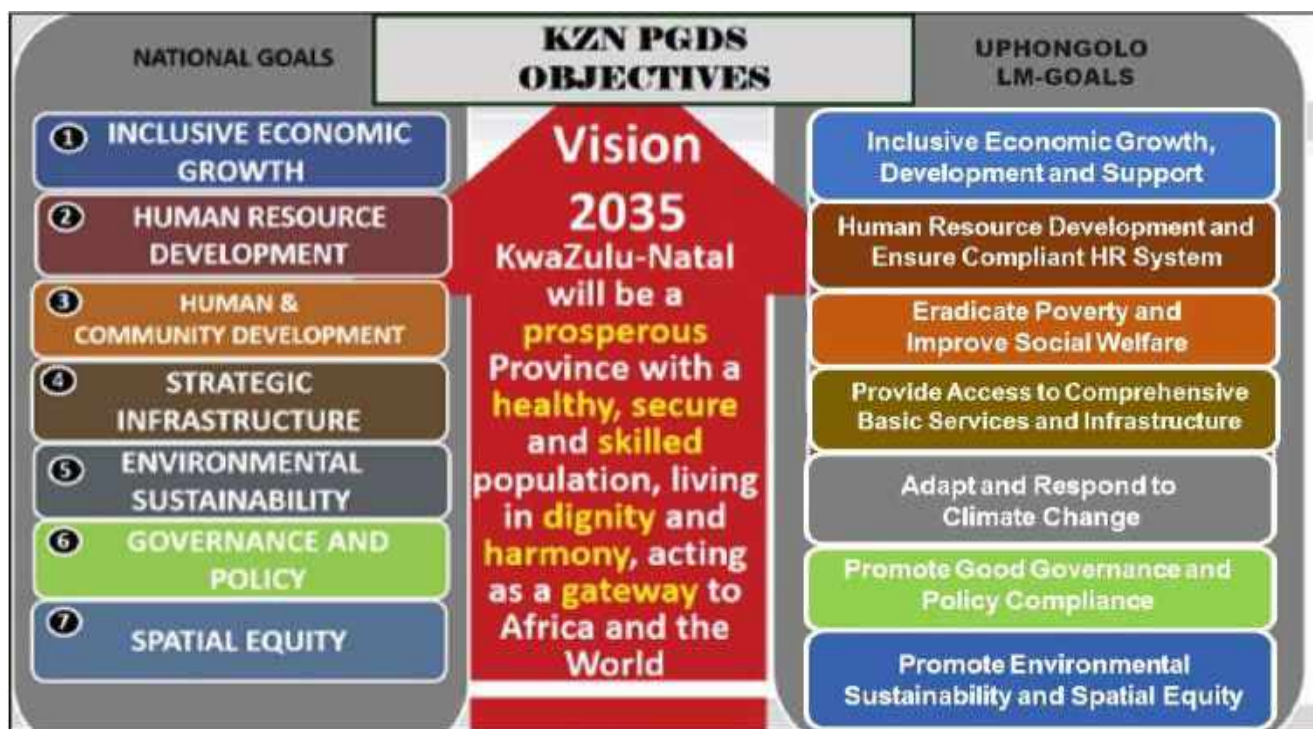 NATIONAL GOALS
1 INCLUSIVE ECONOMIC
GROWTH
2 HUMAN RESOURCE
DEVELOPMENT
3 HUMAN &
COMMUNITY DEVELOPMENT
4 STRATEGIC
INFRASTRUCTURE
5 ENVIRONMENTAL
SUSTAINABILITY
6 GOVERNANCE AND
POLICY
7 SPATIAL EQUITY
KZN PGDS
OBJECTIVES
Vision
2035
KwaZulu-Natal
will be a
prosperous
Province with a
healthy, secure
and skilled
population, living
in dignity and
harmony, acting
as a gateway to
Africa and the
World
UPHONGOLO
LM-GOALS
Inclusive Economic Growth,
Development and Support
Human Resource Development and
Ensure Compliant HR System
Eradicate Poverty and
Improve Social Welfare
Provide Access to Comprehensive
Basic Services and Infrastructure
Adapt and Respond to
Climate Change
Promote Good Governance and
Policy Compliance
Promote Environmental
Sustainability and Spatial Equity